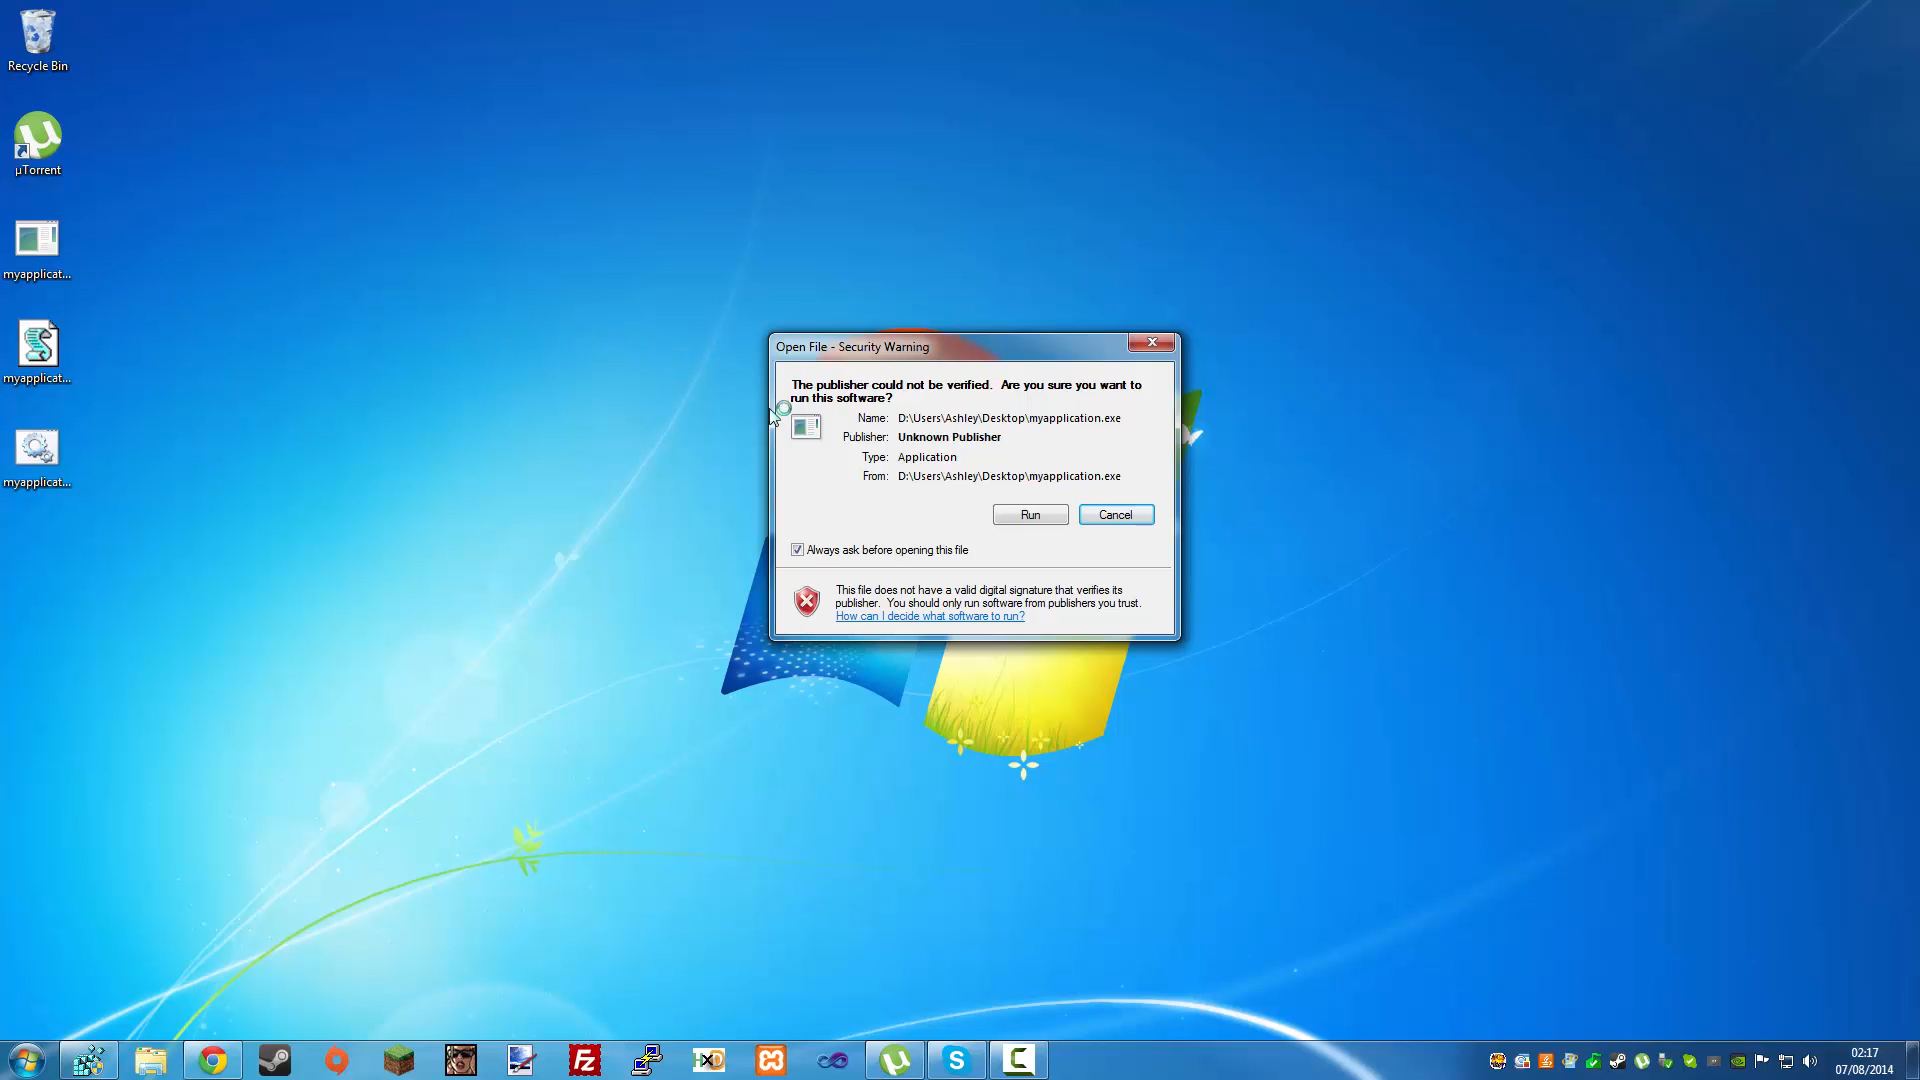 Recycle Bin
µTorrent
myapplicat...
myapplicat...
myapplicat...
Open File - Security Warning
The publisher could not be verified. Are you sure you want to
run this software?
Name: D:\Users\Ashley\Desktop\myapplication.exe
Publisher: Unknown Publisher
Type: Application
From: D:\Users\Ashley\Desktop\myapplication.exe
Run Cancel
Always ask before opening this file
This file does not have a valid digital signature that verifies its
publisher. You should only run software from publishers you trust.
How can I decide what software to run?
02:17
07/08/2014